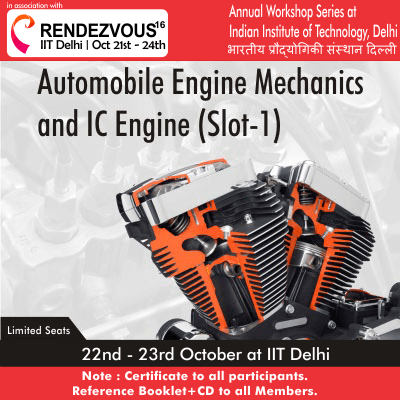 in association with
RENDEZVOUS¹⁶
IIT Delhi | Oct 21st - 24th
Annual Workshop Series at
Indian Institute of Technology, Delhi
भारतीय प्रौद्योगिकी संस्थान दिल्ली
Automobile Engine Mechanics
and IC Engine (Slot-1)
Limited Seats
22nd - 23rd October at IIT Delhi
Note : Certificate to all participants.
Reference Booklet+CD to all Members.